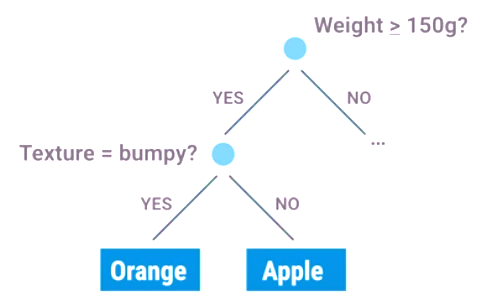 Weight ≥ 150g?
YES
NO
Texture = bumpy?
...
YES
NO
Orange
Apple